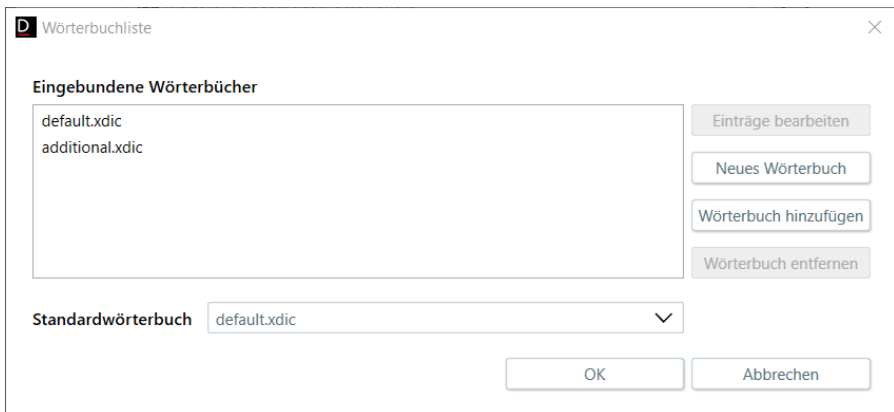 D Wörterbuchliste
Eingebundene Wörterbücher
default.xdic
additional.xdic
Einträge bearbeiten
Neues Wörterbuch
Wörterbuch hinzufügen
Wörterbuch entfernen
Standardwörterbuch default.xdic
OK Abbrechen